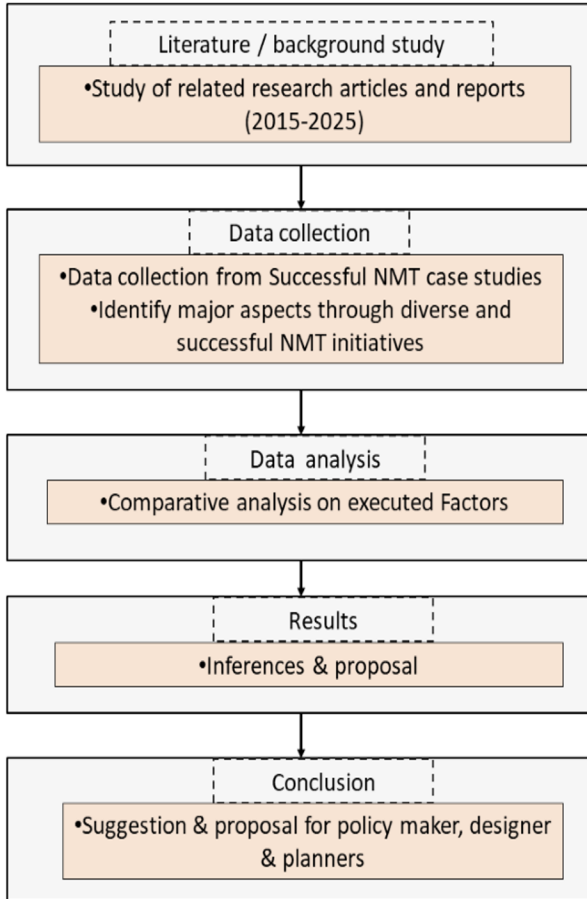 Literature / background study
•Study of related research articles and reports
(2015-2025)
Data collection
•Data collection from Successful NMT case studies
•Identify major aspects through diverse and
successful NMT initiatives
Data analysis
•Comparative analysis on executed Factors
Results
•Inferences & proposal
Conclusion
•Suggestion & proposal for policy maker, designer
& planners